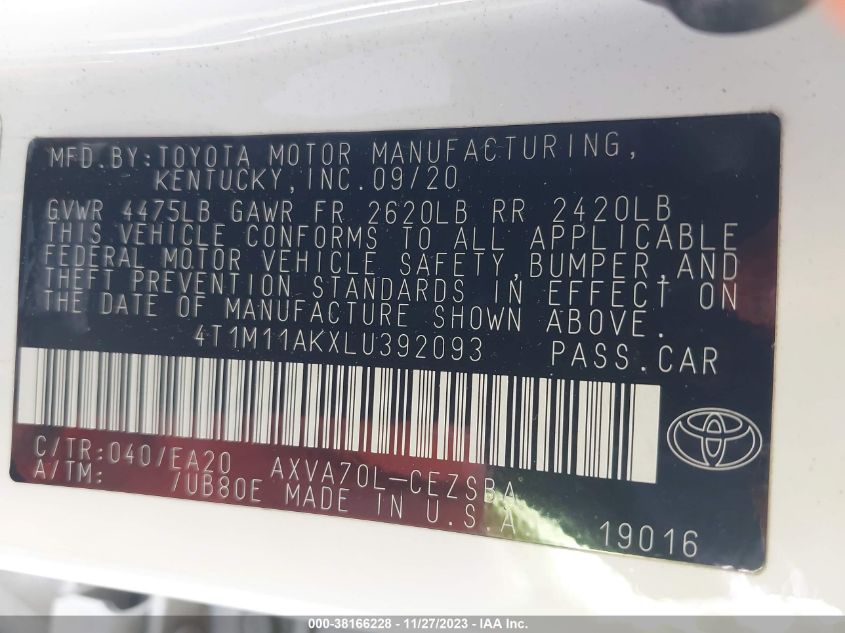 MFD.BY:TOYOTA MOTOR MANUFACTURING,
KENTUCKY,INC.09/20
GVWR 4475LB GAWR FR 2620LB RR 2420LB
THIS VEHICLE CONFORMS TO ALL APPLICABLE
FEDERAL MOTOR VEHICLE SAFETY,BUMPER,AND
THEFT PREVENTION STANDARDS IN EFFECT ON
THE DATE OF MANUFACTURE SHOWN ABOVE.
4T1M11AKXLU392093 PASS.CAR
C/TR:040/EA20 AXVA70L-CEZSBA
A/TM: /UB80E MADE IN U.S.A
19016
000-38166228 - 11/27/2023 - IAA Inc.